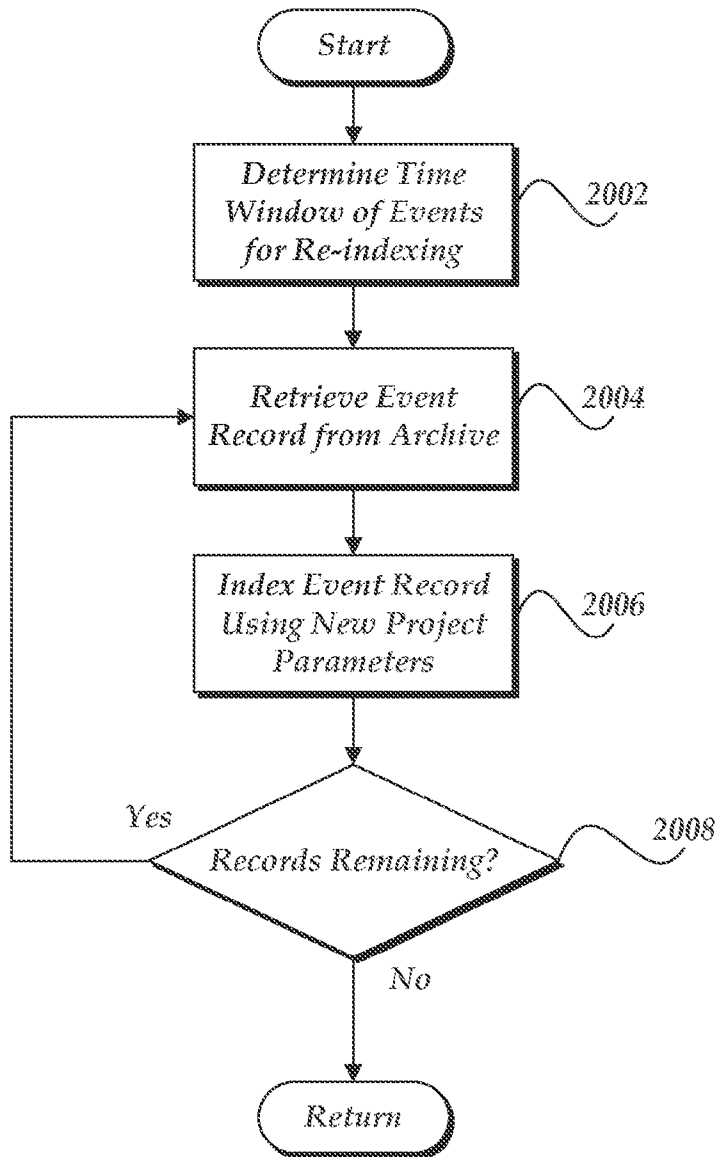 Start
Determine Time
Window of Events
for Re-indexing
2002
Retrieve Event
Record from Archive
2004
Index Event Record
Using New Project
Parameters
2006
Yes
Records Remaining?
2008
No
Return